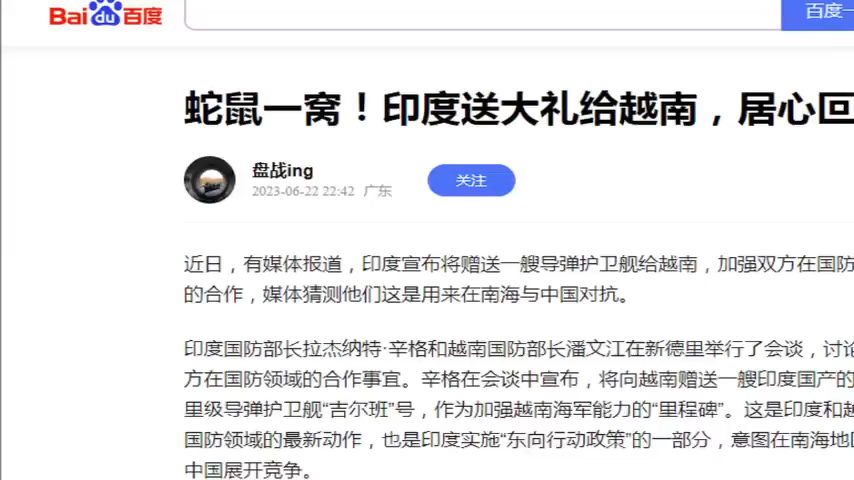 Baidu百度
百度一
蛇鼠一窝！印度送大礼给越南，居心叵
盘战ing
2023-06-22 22:42 广东
关注
近日，有媒体报道，印度宣布将赠送一艘导弹护卫舰给越南，加强双方在国防
的合作，媒体猜测他们这是用来在南海与中国对抗。
印度国防部长拉杰纳特·辛格和越南国防部长潘文江在新德里举行了会谈，讨论
方在国防领域的合作事宜。辛格在会谈中宣布，将向越南赠送一艘印度国产的
里级导弹护卫舰“吉尔班”号，作为加强越南海军能力的“里程碑”。这是印度和越
国防领域的最新动作，也是印度实施“东向行动政策”的一部分，意图在南海地区
中国展开竞争。